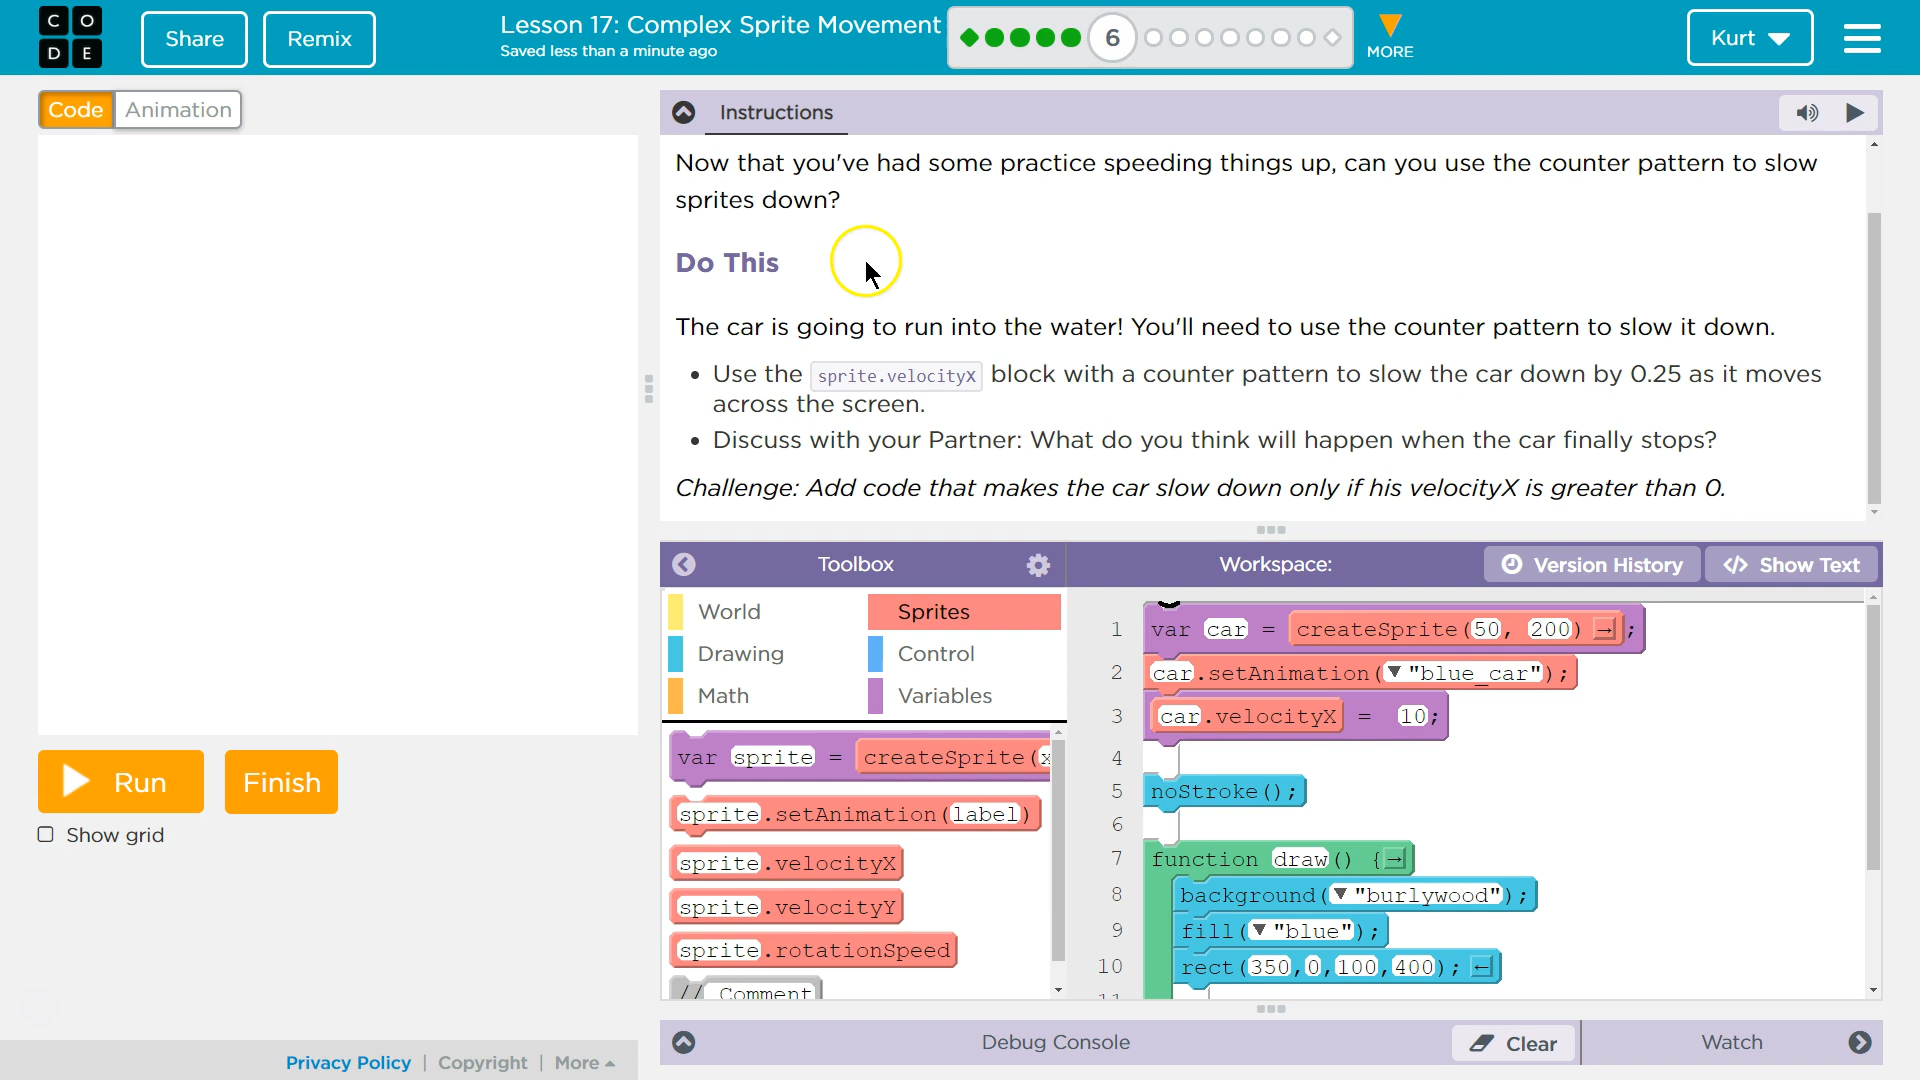 C O
D E
Share
Remix
Lesson 17: Complex Sprite Movement
Saved less than a minute ago
6
MORE
Kurt
Code
Animation
Instructions
Now that you've had some practice speeding things up, can you use the counter pattern to slow
sprites down?
Do This
The car is going to run into the water! You'll need to use the counter pattern to slow it down.
• Use the sprite.velocityX block with a counter pattern to slow the car down by 0.25 as it moves
across the screen.
• Discuss with your Partner: What do you think will happen when the car finally stops?
Challenge: Add code that makes the car slow down only if his velocityX is greater than 0.
Run
Finish
Show grid
Toolbox
World
Sprites
Drawing
Control
Math
Variables
var sprite = createSprite(x
sprite.setAnimation(label)
sprite.velocityX
sprite.velocityY
sprite.rotationSpeed
// Comment
Workspace:
Version History
</> Show Text
1 var car = createSprite(50, 200) → ;
2 car.setAnimation(▼ "blue_car");
3 car.velocityX = 10;
4
5 noStroke();
6
7 function draw() { →
8 background(▼ "burlywood");
9 fill(▼ "blue");
10 rect(350,0,100,400); ←
11
Debug Console
Clear
Watch
Privacy Policy | Copyright | More ▲